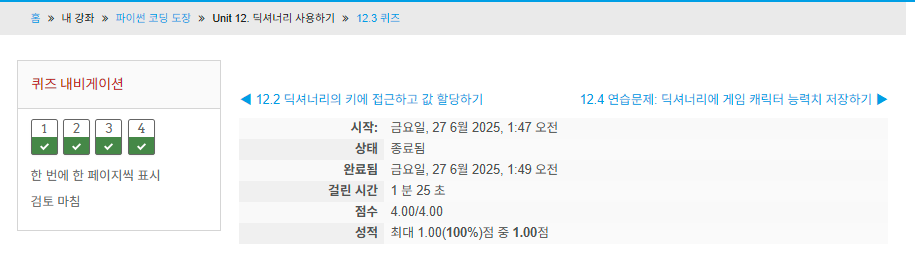 홈 » 내 강좌 » 파이썬 코딩 도장 » Unit 12. 딕셔너리 사용하기 » 12.3 퀴즈
퀴즈 내비게이션
1 2 3 4
한 번에 한 페이지씩 표시
검토 마침
◀ 12.2 딕셔너리의 키에 접근하고 값 할당하기 12.4 연습문제: 딕셔너리에 게임 캐릭터 능력치 저장하기 ▶
시작: 금요일, 27 6월 2025, 1:47 오전
상태 종료됨
완료됨 금요일, 27 6월 2025, 1:49 오전
걸린 시간 1 분 25 초
점수 4.00/4.00
성적 최대 1.00(100%)점 중 1.00점